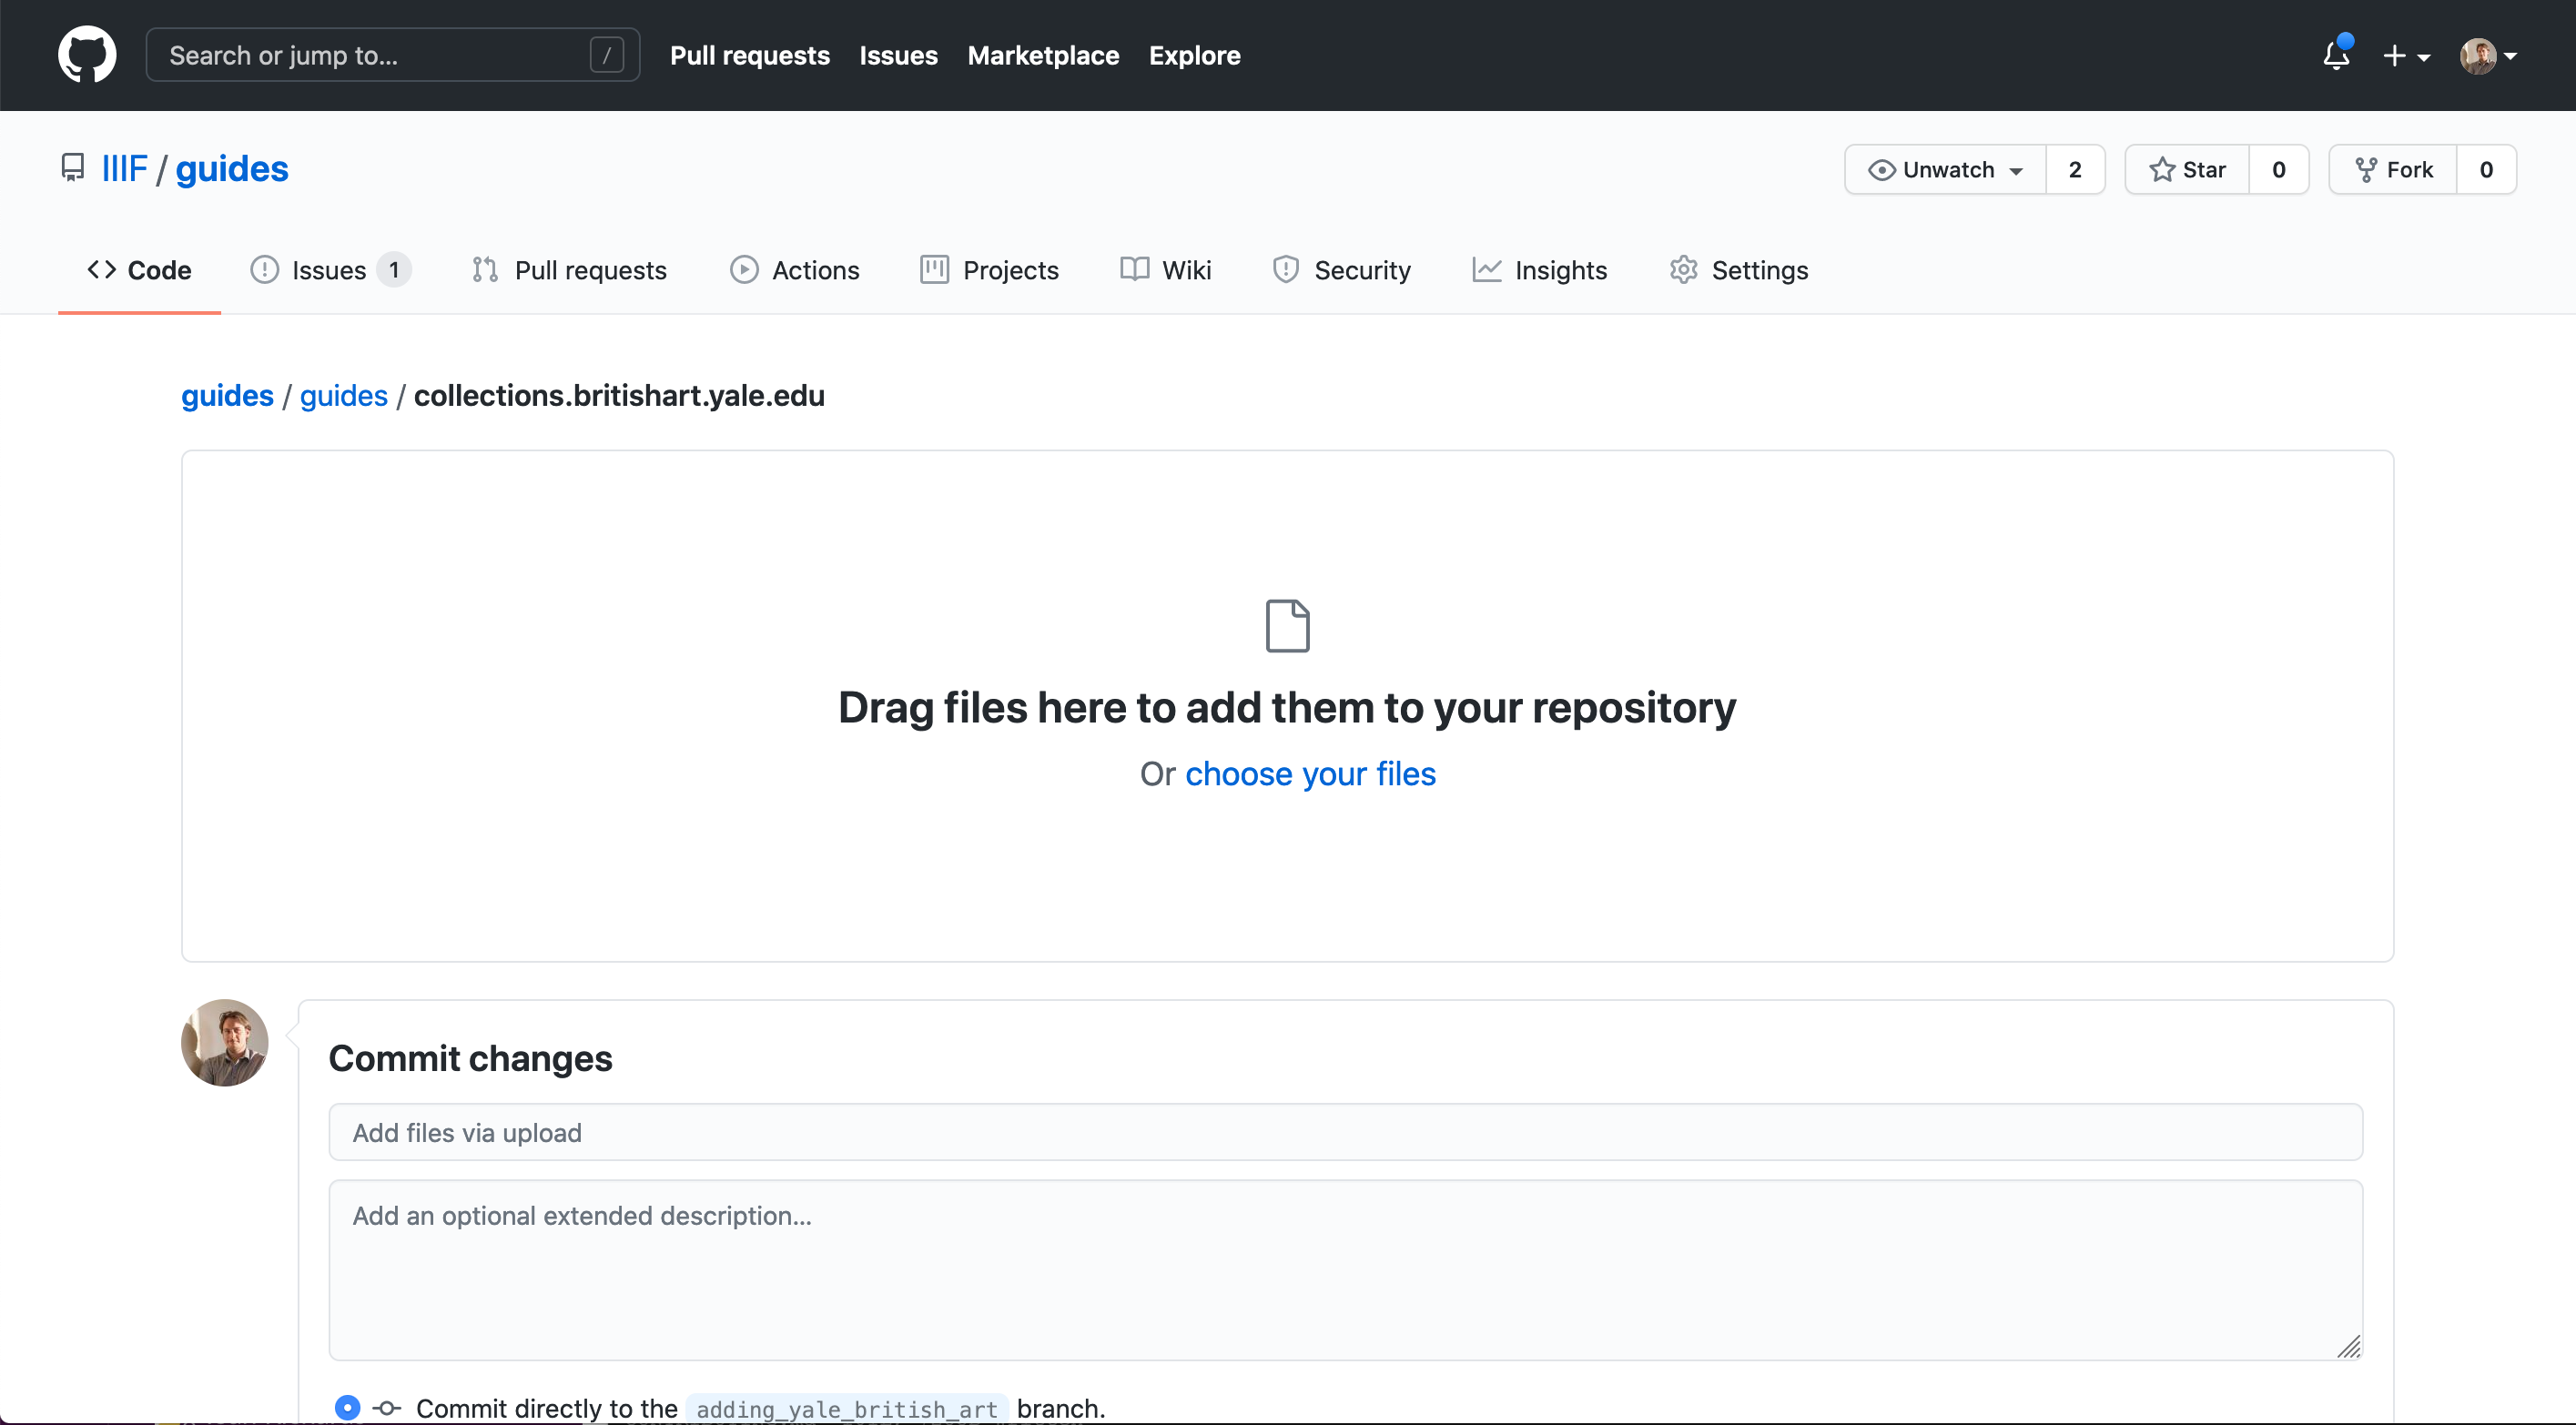 Search or jump to... /
Pull requests Issues Marketplace Explore
IIIF / guides
Unwatch 2 Star 0 Fork 0
Code Issues 1 Pull requests Actions Projects Wiki Security Insights Settings
guides / guides / collections.britishart.yale.edu
Drag files here to add them to your repository
Or choose your files
Commit changes
Add files via upload
Add an optional extended description...
Commit directly to the adding_yale_british_art branch.